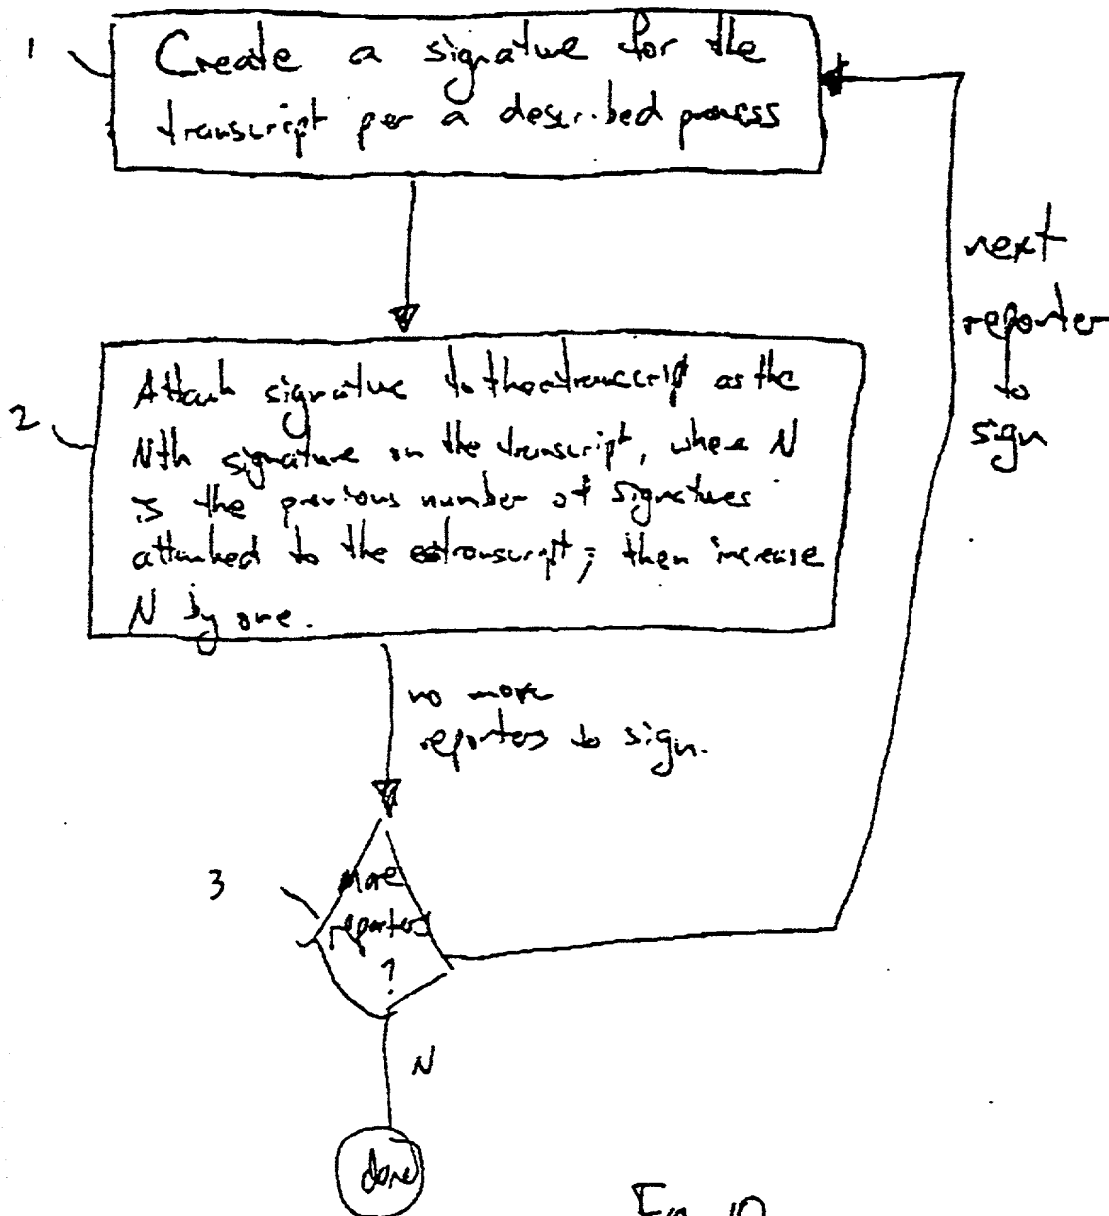 1
Create a signature for the
transcript per a described process
next
reporter
to
sign
2
Attach signature to the etranscript as the
Nth signature on the transcript, where N
is the previous number of signatures
attached to the etranscript; then increase
N by one.
no more
reporters to sign.
3
more
reporters
?
N
done
Fig. 10